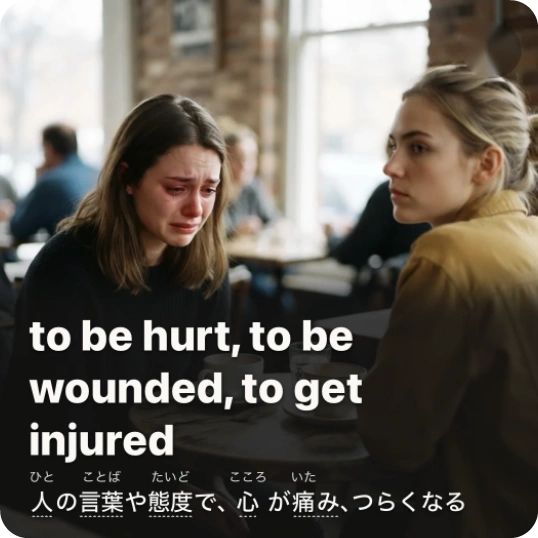 to be hurt, to be
wounded, to get
injured
ひと ことば たいど こころ いた
人の言葉や態度で、心が痛み、つらくなる